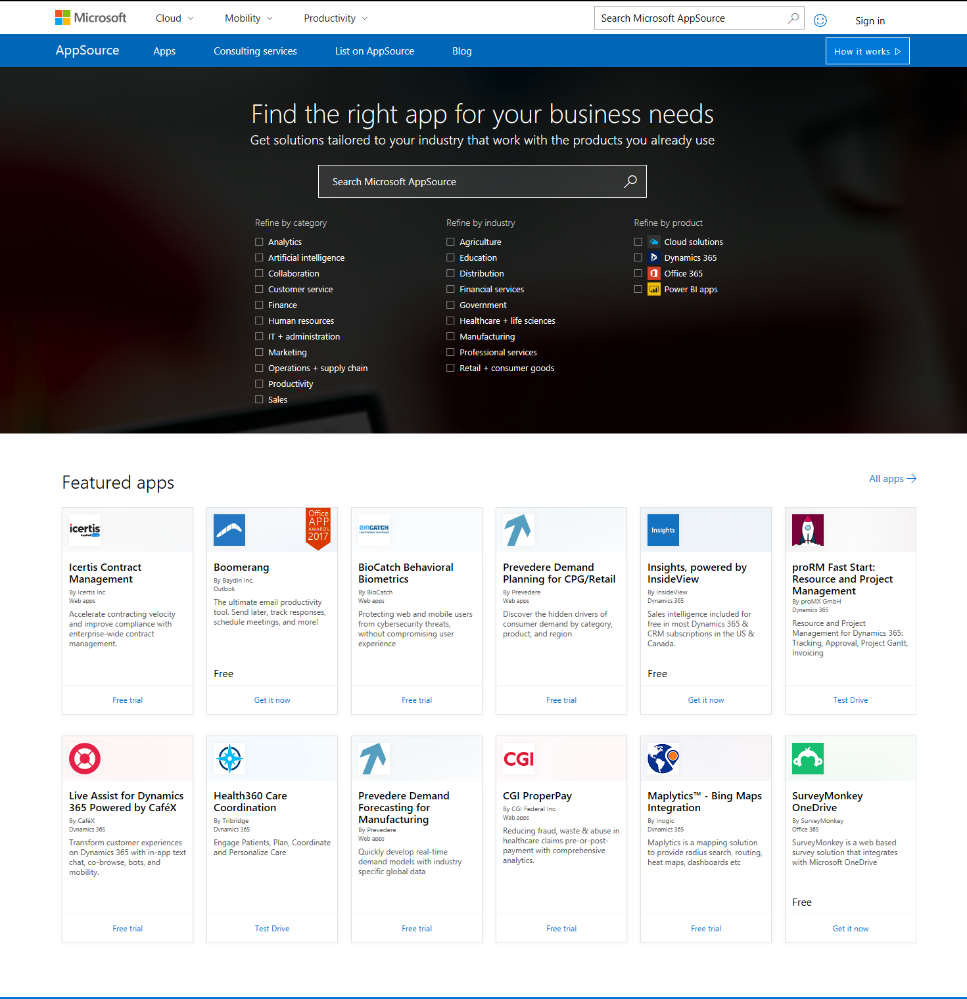 Microsoft
Cloud
Mobility
Productivity
Search Microsoft AppSource
Sign in
AppSource
Apps
Consulting services
List on AppSource
Blog
How it works
Find the right app for your business needs
Get solutions tailored to your industry that work with the products you already use
Search Microsoft AppSource
Refine by category
Analytics
Artificial intelligence
Collaboration
Customer service
Finance
Human resources
IT + administration
Marketing
Operations + supply chain
Productivity
Sales
Refine by industry
Agriculture
Education
Distribution
Financial services
Government
Healthcare + life sciences
Manufacturing
Professional services
Retail + consumer goods
Refine by product
Cloud solutions
Dynamics 365
Office 365
Power BI apps
Featured apps
All apps
icertis
Applied Cloud
Icertis Contract
Management
By Icertis Inc
Web apps
Accelerate contracting velocity
and improve compliance with
enterprise-wide contract
management.
Free trial
Office
APP
AWARDS
2017
Boomerang
By Baydin Inc.
Outlook
The ultimate email productivity
tool. Send later, track responses,
schedule meetings, and more!
Free
Get it now
BIOCATCH
Less Friction. Less Fraud.
BioCatch Behavioral
Biometrics
By BioCatch
Web apps
Protecting web and mobile users
from cybersecurity threats,
without compromising user
experience
Free trial
Prevedere Demand
Planning for CPG/Retail
By Prevedere
Web apps
Discover the hidden drivers of
consumer demand by category,
product, and region
Free trial
Insights
Insights, powered by
InsideView
By InsideView
Dynamics 365
Sales intelligence included for
free in most Dynamics 365 &
CRM subscriptions in the US &
Canada.
Free
Get it now
proRM Fast Start:
Resource and Project
Management
By proMX GmbH
Dynamics 365
Resource and Project
Management for Dynamics 365:
Tracking, Approval, Project Gantt,
Invoicing
Test Drive
Live Assist for Dynamics
365 Powered by CaféX
By CaféX
Dynamics 365
Transform customer experiences
on Dynamics 365 with in-app text
chat, co-browse, bots, and
mobility.
Free trial
Health360 Care
Coordination
By Tribridge
Dynamics 365
Engage Patients, Plan, Coordinate
and Personalize Care
Test Drive
Prevedere Demand
Forecasting for
Manufacturing
By Prevedere
Web apps
Quickly develop real-time
demand models with industry
specific global data
Free trial
CGI
CGI ProperPay
By CGI Federal Inc.
Web apps
Reducing fraud, waste & abuse in
healthcare claims pre-or-post-
payment with comprehensive
analytics.
Free trial
Maplytics™ - Bing Maps
Integration
By Inogic
Dynamics 365
Maplytics is a mapping solution
to provide radius search, routing,
heat maps, dashboards etc
Free trial
SurveyMonkey
OneDrive
By SurveyMonkey
Office 365
SurveyMonkey is a web based
survey solution that integrates
with Microsoft OneDrive
Free
Get it now